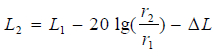 L₂ = L₁ − 20 lg(r₂/r₁) − ΔL